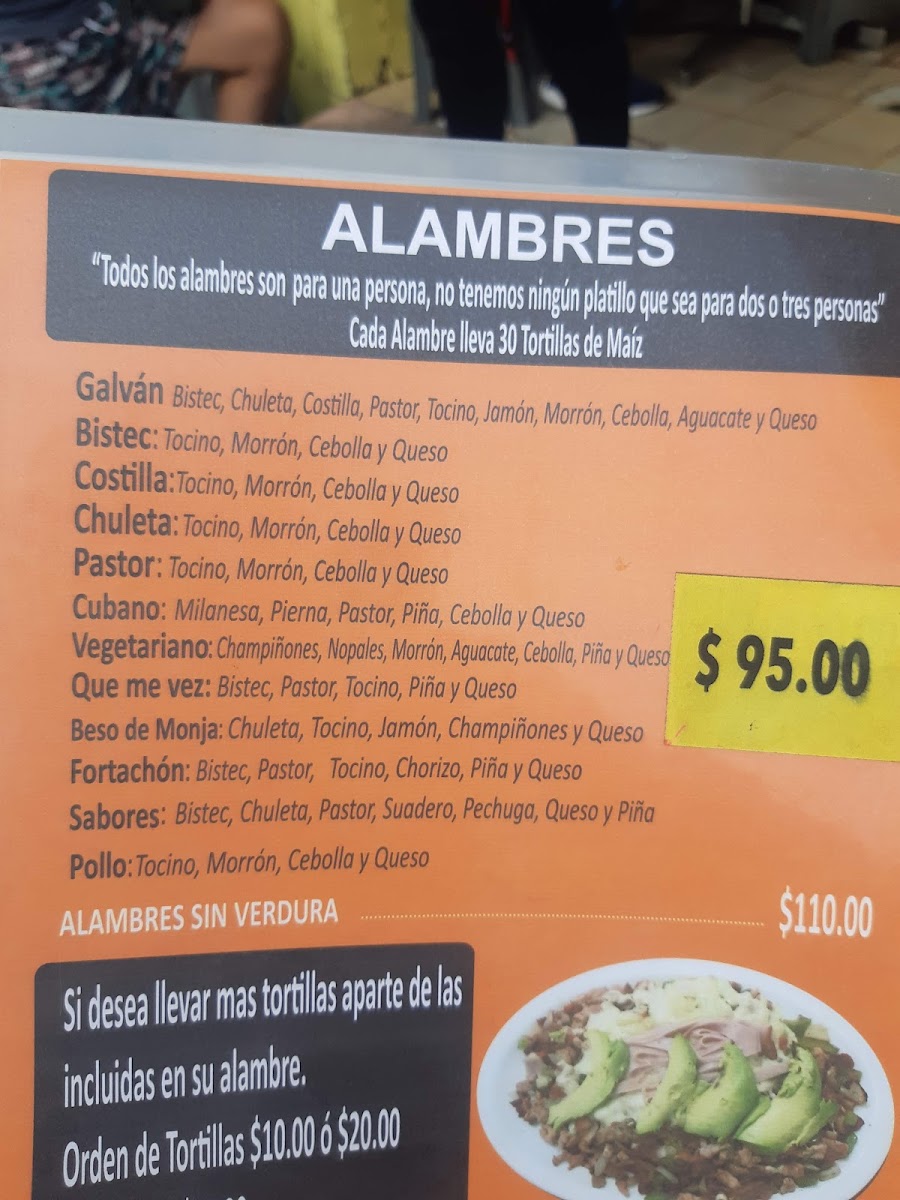 ALAMBRES
"Todos los alambres son para una persona, no tenemos ningún platillo que sea para dos o tres personas"
Cada Alambre lleva 30 Tortillas de Maíz
Galván Bistec, Chuleta, Costilla, Pastor, Tocino, Jamón, Morrón, Cebolla, Aguacate y Queso
Bistec: Tocino, Morrón, Cebolla y Queso
Costilla: Tocino, Morrón, Cebolla y Queso
Chuleta: Tocino, Morrón, Cebolla y Queso
Pastor: Tocino, Morrón, Cebolla y Queso
Cubano: Milanesa, Pierna, Pastor, Piña, Cebolla y Queso
Vegetariano: Champiñones, Nopales, Morrón, Aguacate, Cebolla, Piña y Queso
$ 95.00
Que me vez: Bistec, Pastor, Tocino, Piña y Queso
Beso de Monja: Chuleta, Tocino, Jamón, Champiñones y Queso
Fortachón: Bistec, Pastor, Tocino, Chorizo, Piña y Queso
Sabores: Bistec, Chuleta, Pastor, Suadero, Pechuga, Queso y Piña
Pollo: Tocino, Morrón, Cebolla y Queso
ALAMBRES SIN VERDURA $110.00
Si desea llevar mas tortillas aparte de las
incluidas en su alambre.
Orden de Tortillas $10.00 ó $20.00